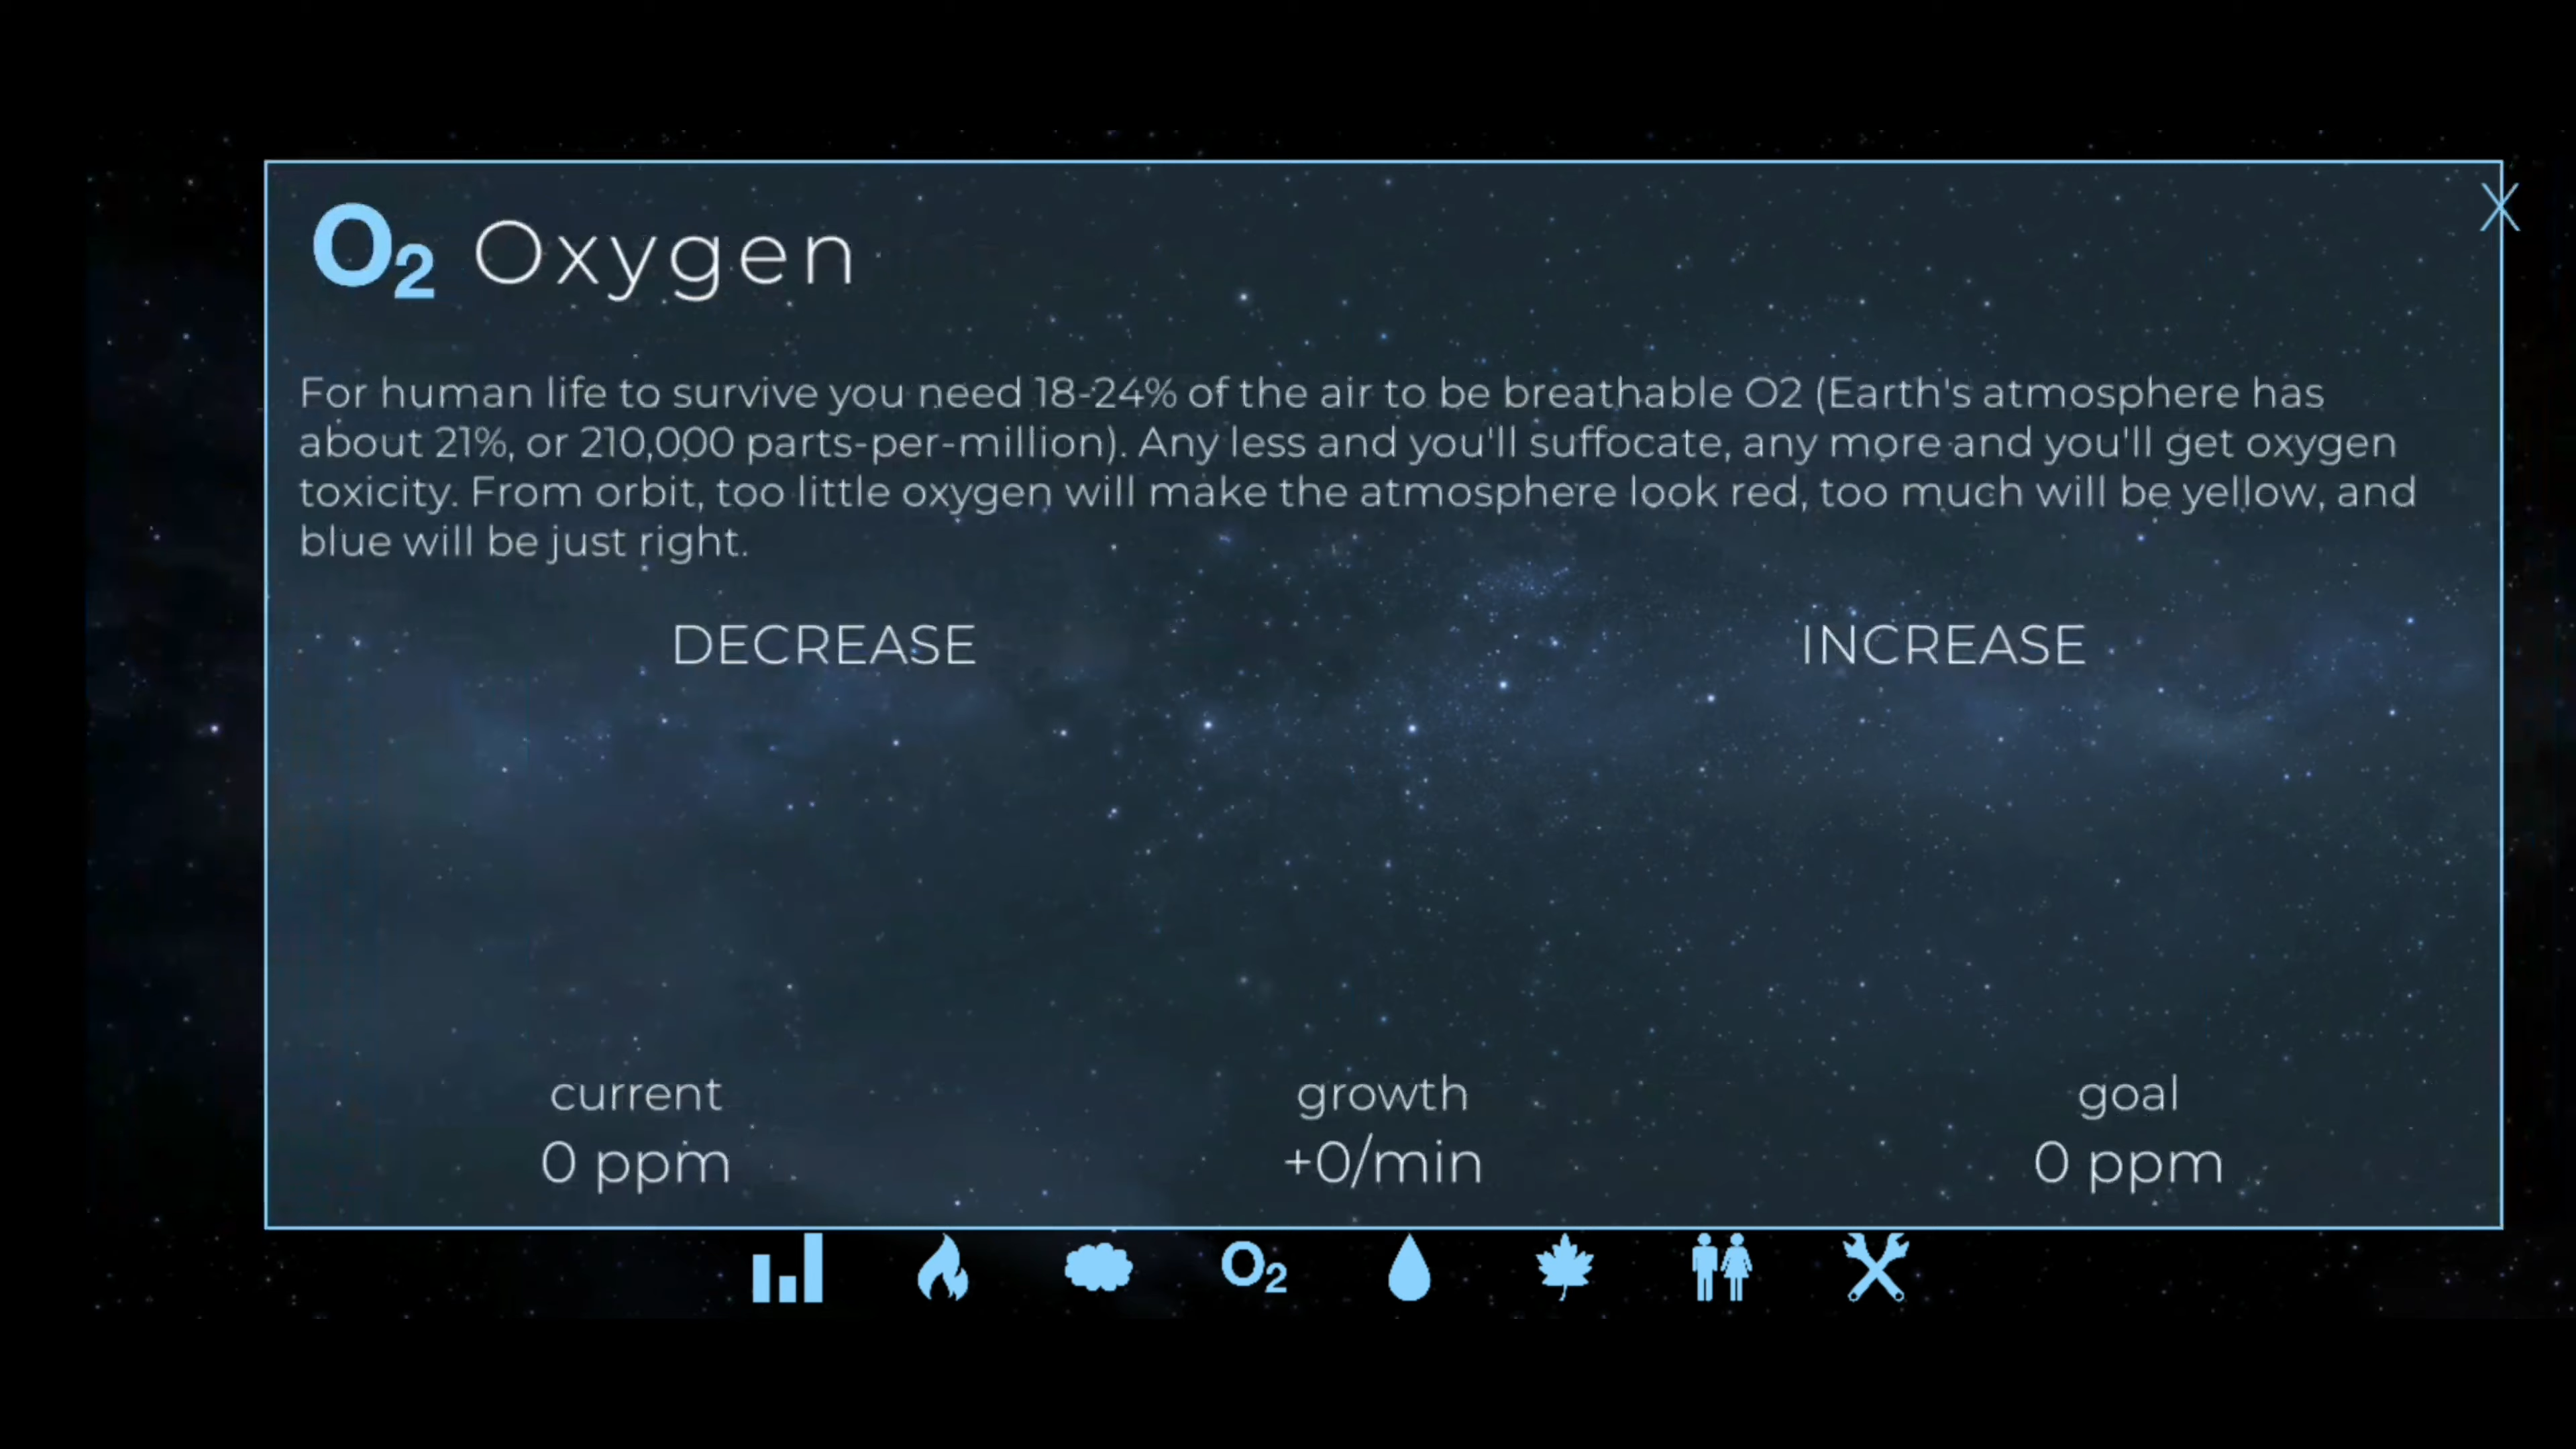 O2 Oxygen
For human life to survive you need 18-24% of the air to be breathable O2 (Earth's atmosphere has
about 21%, or 210,000 parts-per-million). Any less and you'll suffocate, any more and you'll get oxygen
toxicity. From orbit, too little oxygen will make the atmosphere look red, too much will be yellow, and
blue will be just right.
DECREASE
INCREASE
current
growth
goal
0 ppm
+0/min
0 ppm
O2